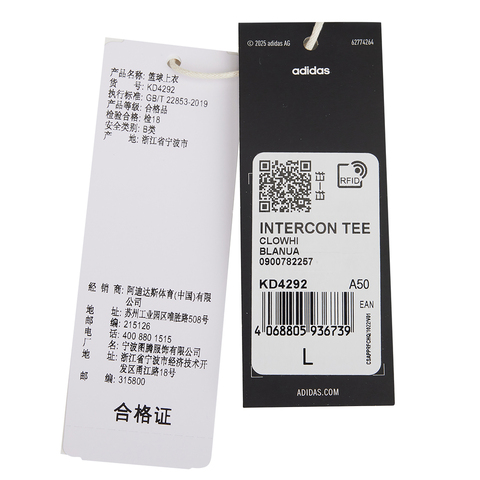 产品名称: 篮球上衣
货 号: KD4292
执行标准: GB/T 22853-2019
产品等级: 合格品
检验合格: 检18
安全类别: B类
产 地: 浙江省宁波市
经 销 商: 阿迪达斯体育(中国)有限公司
地 址: 苏州工业园区唯胜路508号
邮 编: 215126
电 话: 400 880 1515
厂 名: 宁波图腾服饰有限公司
地 址: 浙江省宁波市经济技术开发区甬江路18号
邮 编: 315800
合格证
© 2025 adidas AG
62774264
adidas
RFID
INTERCON TEE
CLOWHI
BLANUA
0900782257
KD4292 A50
EAN
4 068805 936739
L
ADIDAS.COM